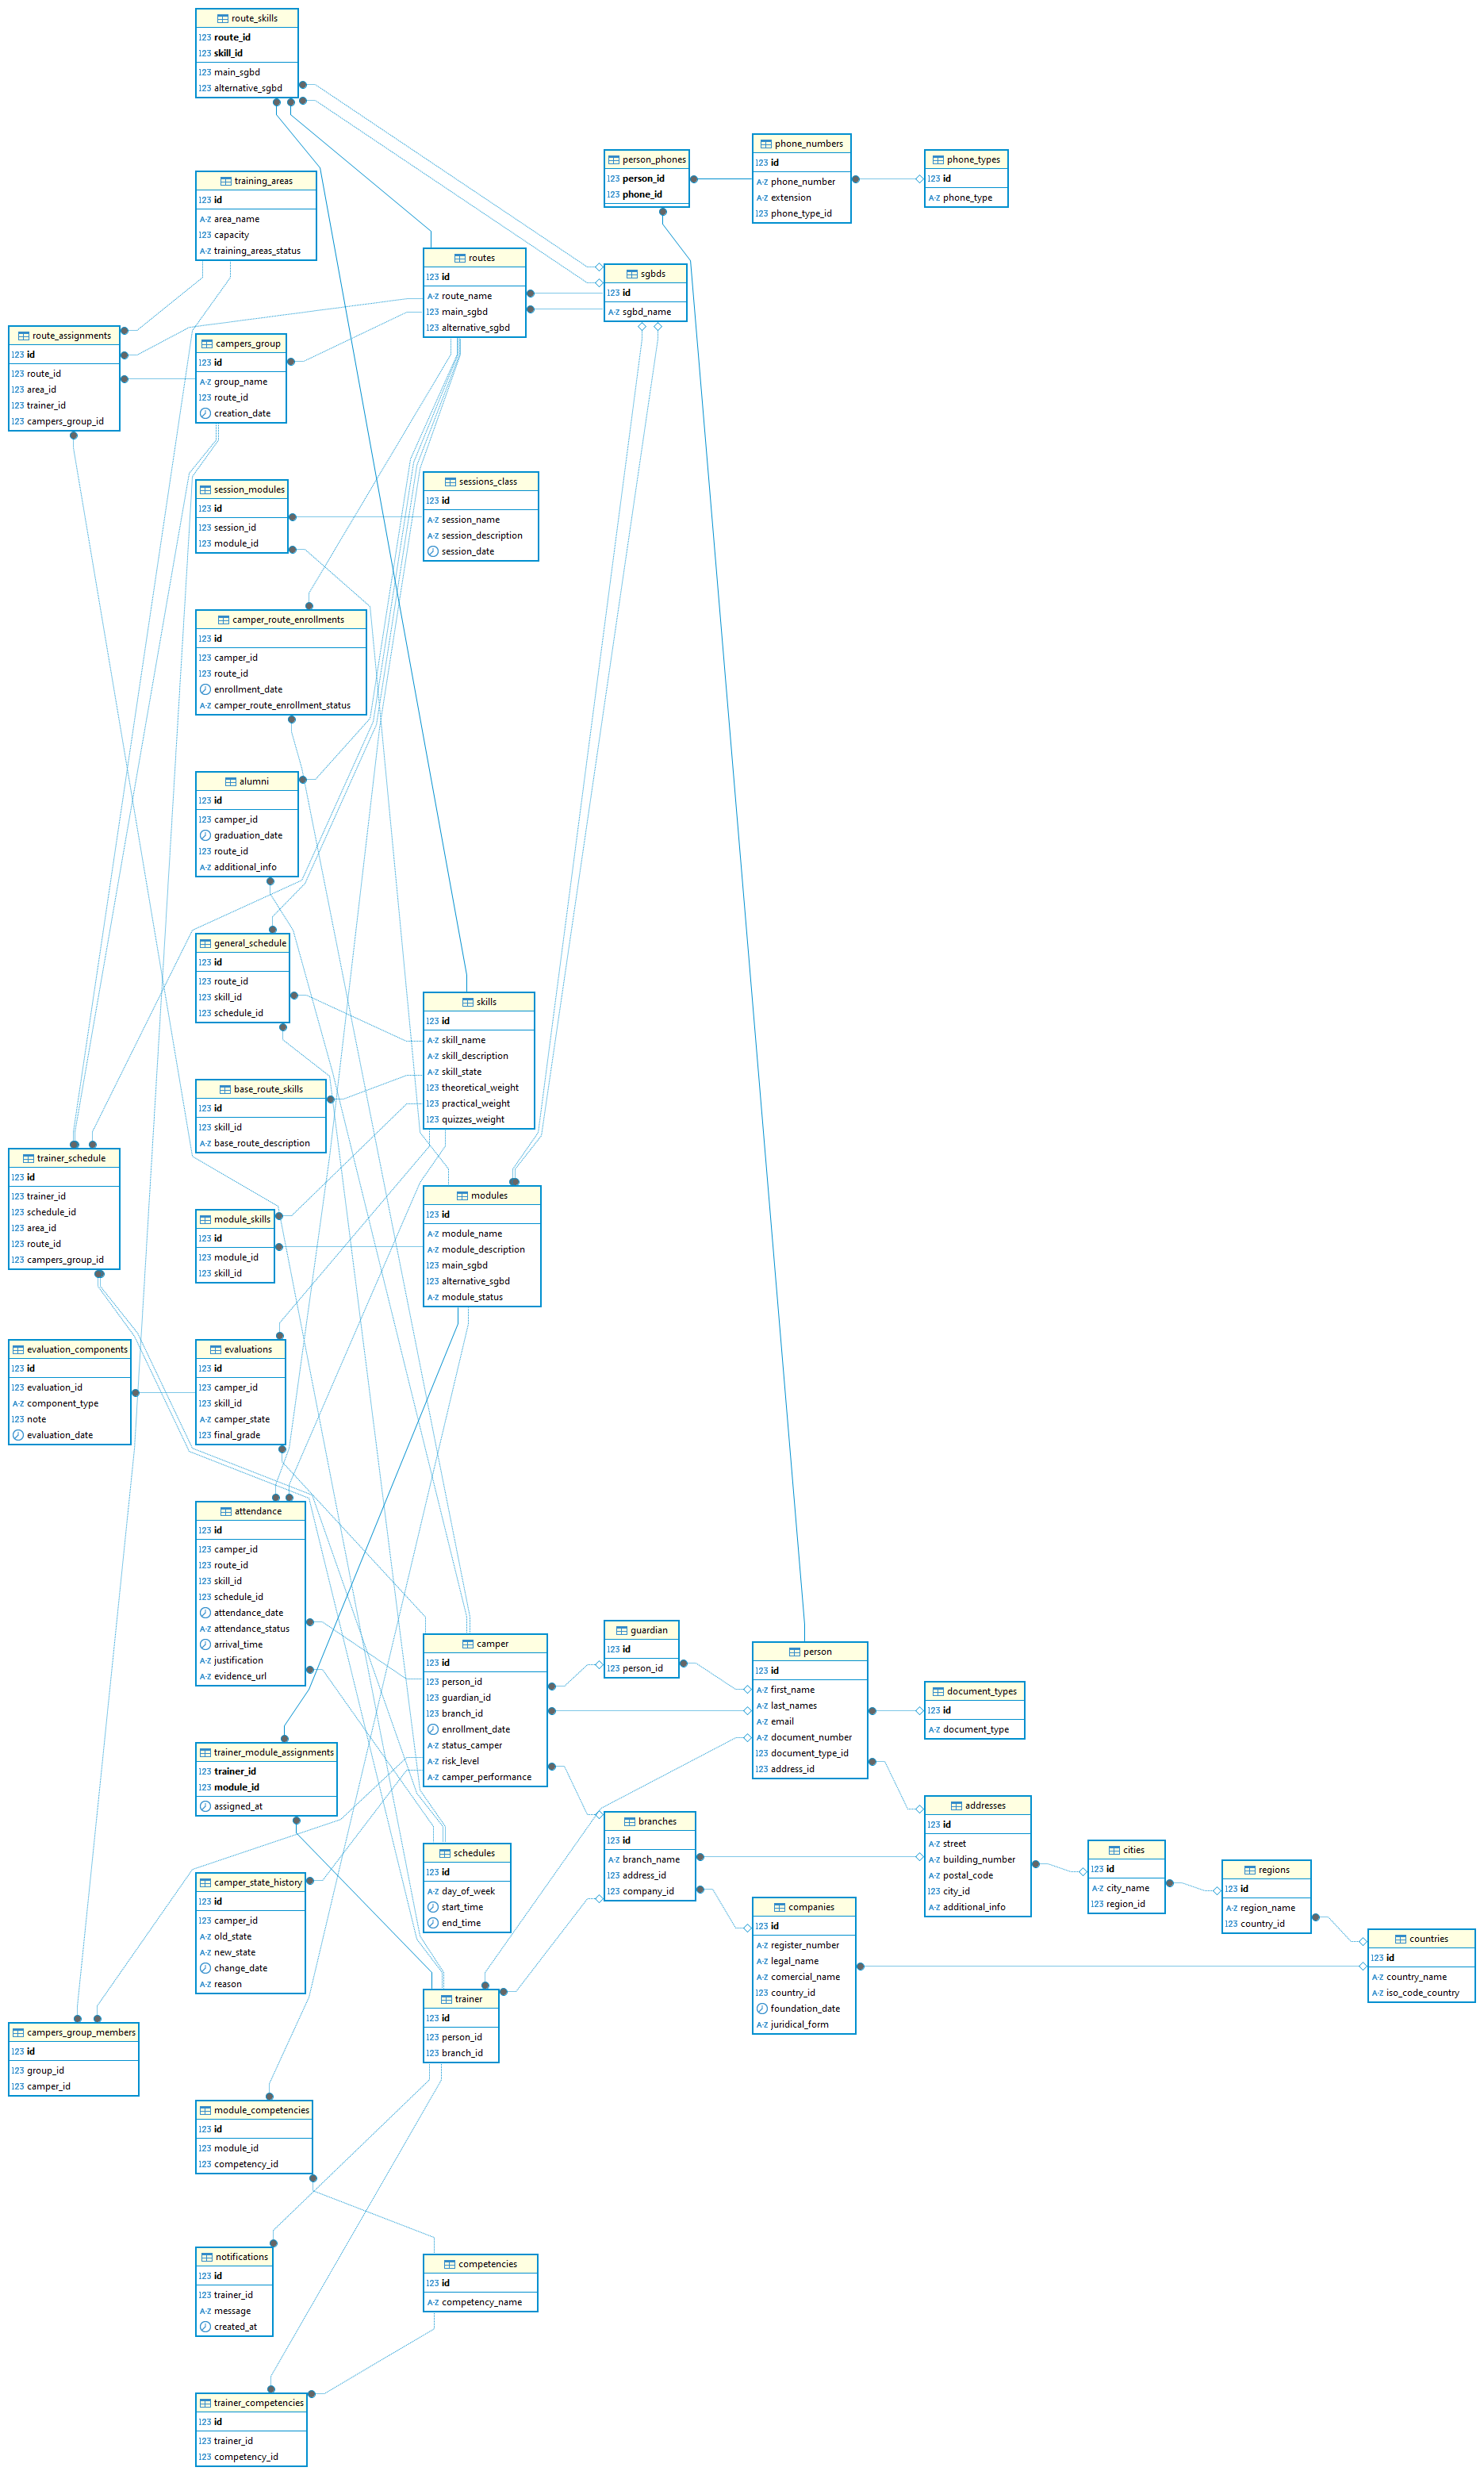 route_skills
123 route_id
123 skill_id
123 main_sgbd
123 alternative_sgbd
phone_numbers
123 id
A-Z phone_number
A-Z extension
123 phone_type_id
person_phones
123 person_id
123 phone_id
phone_types
123 id
A-Z phone_type
training_areas
123 id
A-Z area_name
123 capacity
A-Z training_areas_status
routes
123 id
A-Z route_name
123 main_sgbd
123 alternative_sgbd
sgbds
123 id
A-Z sgbd_name
route_assignments
123 id
123 route_id
123 area_id
123 trainer_id
123 campers_group_id
campers_group
123 id
A-Z group_name
123 route_id
creation_date
session_modules
123 id
123 session_id
123 module_id
sessions_class
123 id
A-Z session_name
A-Z session_description
session_date
camper_route_enrollments
123 id
123 camper_id
123 route_id
enrollment_date
A-Z camper_route_enrollment_status
alumni
123 id
123 camper_id
graduation_date
123 route_id
A-Z additional_info
general_schedule
123 id
123 route_id
123 skill_id
123 schedule_id
skills
123 id
A-Z skill_name
A-Z skill_description
A-Z skill_state
123 theoretical_weight
123 practical_weight
123 quizzes_weight
base_route_skills
123 id
123 skill_id
A-Z base_route_description
trainer_schedule
123 id
123 trainer_id
123 schedule_id
123 area_id
123 route_id
123 campers_group_id
module_skills
123 id
123 module_id
123 skill_id
modules
123 id
A-Z module_name
A-Z module_description
123 main_sgbd
123 alternative_sgbd
A-Z module_status
evaluation_components
123 id
123 evaluation_id
A-Z component_type
123 note
evaluation_date
evaluations
123 id
123 camper_id
123 skill_id
A-Z camper_state
123 final_grade
attendance
123 id
123 camper_id
123 route_id
123 skill_id
123 schedule_id
attendance_date
A-Z attendance_status
arrival_time
A-Z justification
A-Z evidence_url
camper
123 id
123 person_id
123 guardian_id
123 branch_id
enrollment_date
A-Z status_camper
A-Z risk_level
A-Z camper_performance
guardian
123 id
123 person_id
person
123 id
A-Z first_name
A-Z last_names
A-Z email
A-Z document_number
123 document_type_id
123 address_id
document_types
123 id
A-Z document_type
trainer_module_assignments
123 trainer_id
123 module_id
assigned_at
branches
123 id
A-Z branch_name
123 address_id
123 company_id
addresses
123 id
A-Z street
A-Z building_number
A-Z postal_code
123 city_id
A-Z additional_info
cities
123 id
A-Z city_name
123 region_id
regions
123 id
A-Z region_name
123 country_id
countries
123 id
A-Z country_name
A-Z iso_code_country
companies
123 id
A-Z register_number
A-Z legal_name
A-Z comercial_name
123 country_id
foundation_date
A-Z juridical_form
schedules
123 id
A-Z day_of_week
start_time
end_time
camper_state_history
123 id
123 camper_id
A-Z old_state
A-Z new_state
change_date
A-Z reason
trainer
123 id
123 person_id
123 branch_id
campers_group_members
123 id
123 group_id
123 camper_id
module_competencies
123 id
123 module_id
123 competency_id
notifications
123 id
123 trainer_id
A-Z message
created_at
competencies
123 id
A-Z competency_name
trainer_competencies
123 id
123 trainer_id
123 competency_id